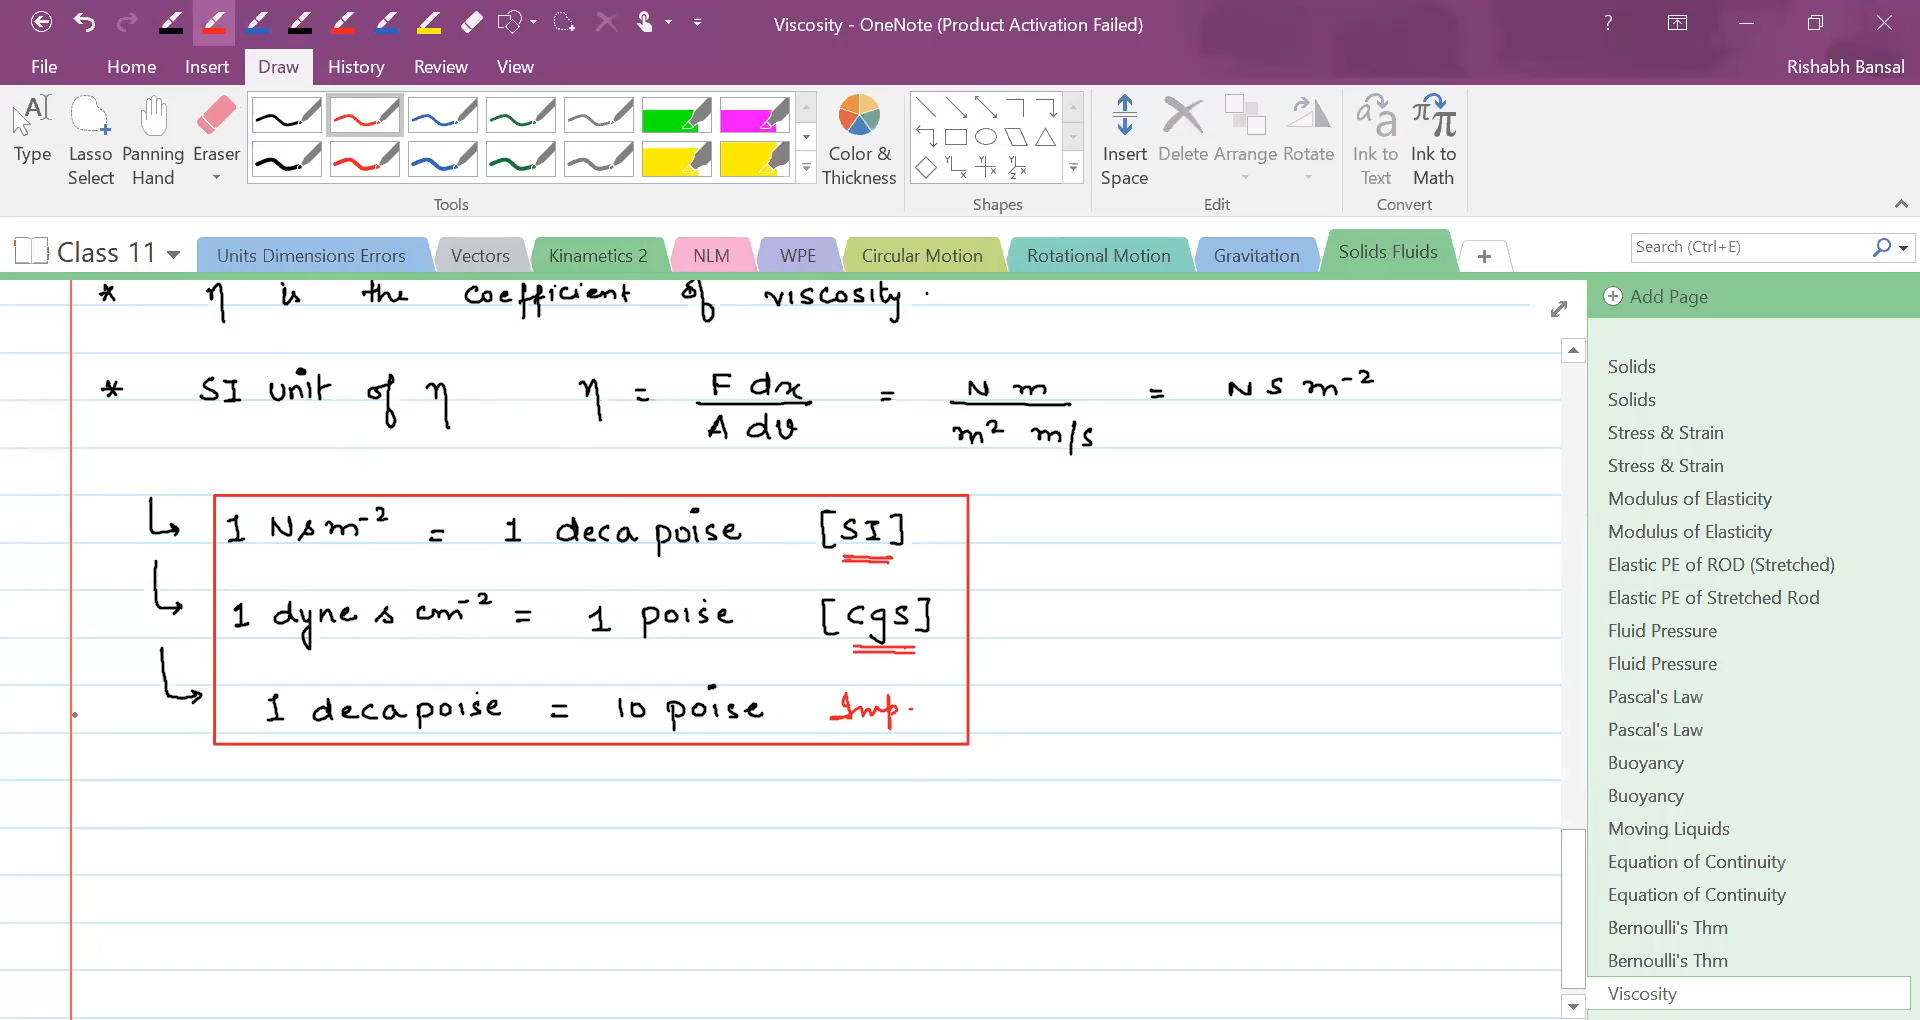 Viscosity - OneNote (Product Activation Failed)
?
File Home Insert Draw History Review View
Rishabh Bansal
Type
Lasso Select
Panning Hand
Eraser
Color & Thickness
Insert Space
Delete
Arrange
Rotate
Ink to Text
Ink to Math
Tools Shapes Edit Convert
Class 11
Units Dimensions Errors Vectors Kinametics 2 NLM WPE Circular Motion Rotational Motion Gravitation Solids Fluids +
Search (Ctrl+E)
* η is the coefficient of viscosity.
* SI unit of η η = F dx / A dv = N m / m² m/s = N s m⁻²
↳ 1 Nsm⁻² = 1 decapoise [SI]
↳ 1 dyne s cm⁻² = 1 poise [cgs]
↳ 1 decapoise = 10 poise Imp.
Add Page
Solids
Solids
Stress & Strain
Stress & Strain
Modulus of Elasticity
Modulus of Elasticity
Elastic PE of ROD (Stretched)
Elastic PE of Stretched Rod
Fluid Pressure
Fluid Pressure
Pascal's Law
Pascal's Law
Buoyancy
Buoyancy
Moving Liquids
Equation of Continuity
Equation of Continuity
Bernoulli's Thm
Bernoulli's Thm
Viscosity